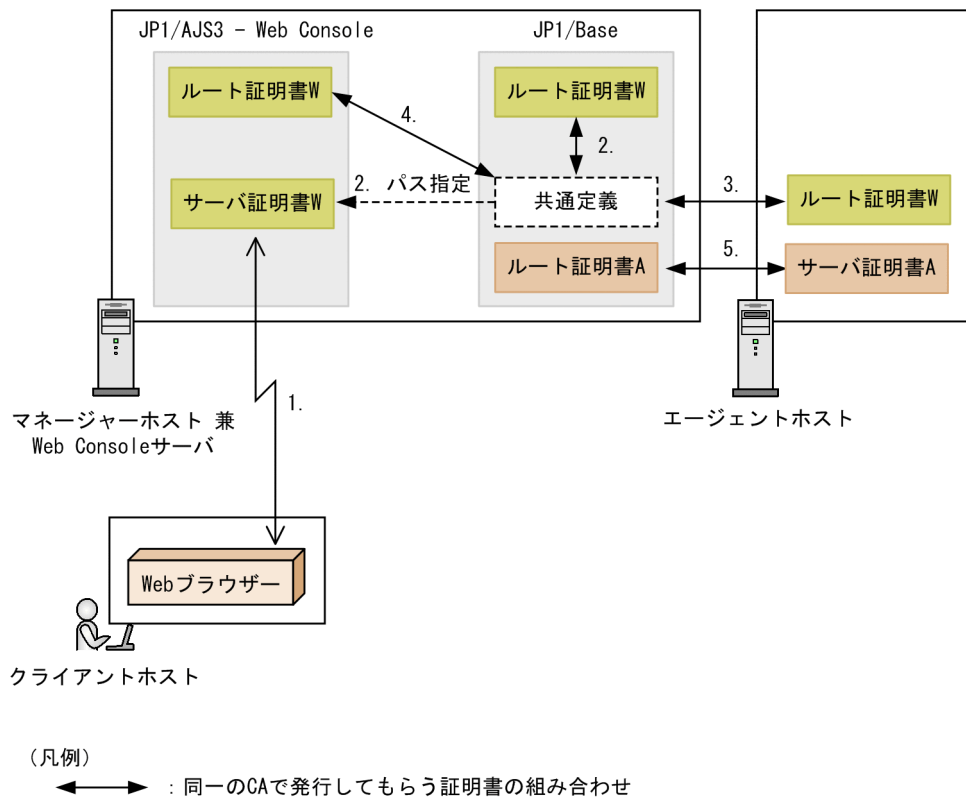 JP1/AJS3 - Web Console
JP1/Base
ルート証明書W
4.
ルート証明書W
2.
サーバ証明書W
2. パス指定
共通定義
3.
ルート証明書W
ルート証明書A
5.
サーバ証明書A
1.
マネージャーホスト 兼
Web Consoleサーバ
エージェントホスト
Webブラウザー
クライアントホスト
(凡例)
: 同一のCAで発行してもらう証明書の組み合わせ